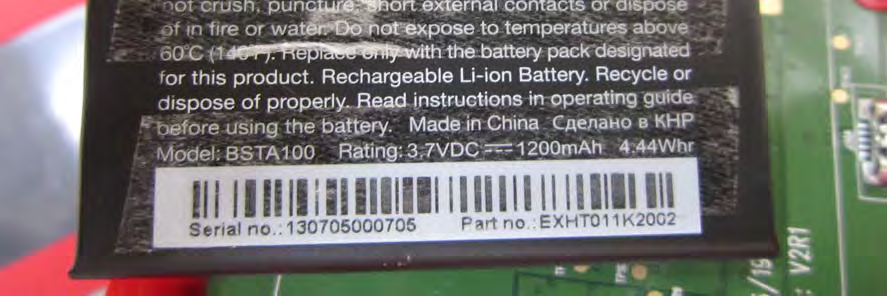 not crush, puncture, short external contacts or dispose
of in fire or water. Do not expose to temperatures above
60°C (140°F). Replace only with the battery pack designated
for this product. Rechargeable Li-ion Battery. Recycle or
dispose of properly. Read instructions in operating guide
before using the battery. Made in China Сделано в КНР
Model: BSTA100 Rating: 3.7VDC ⎓ 1200mAh 4.44Whr
Serial no.: 130705000705 Part no.: EXHT011K2002
: V2R1
/19